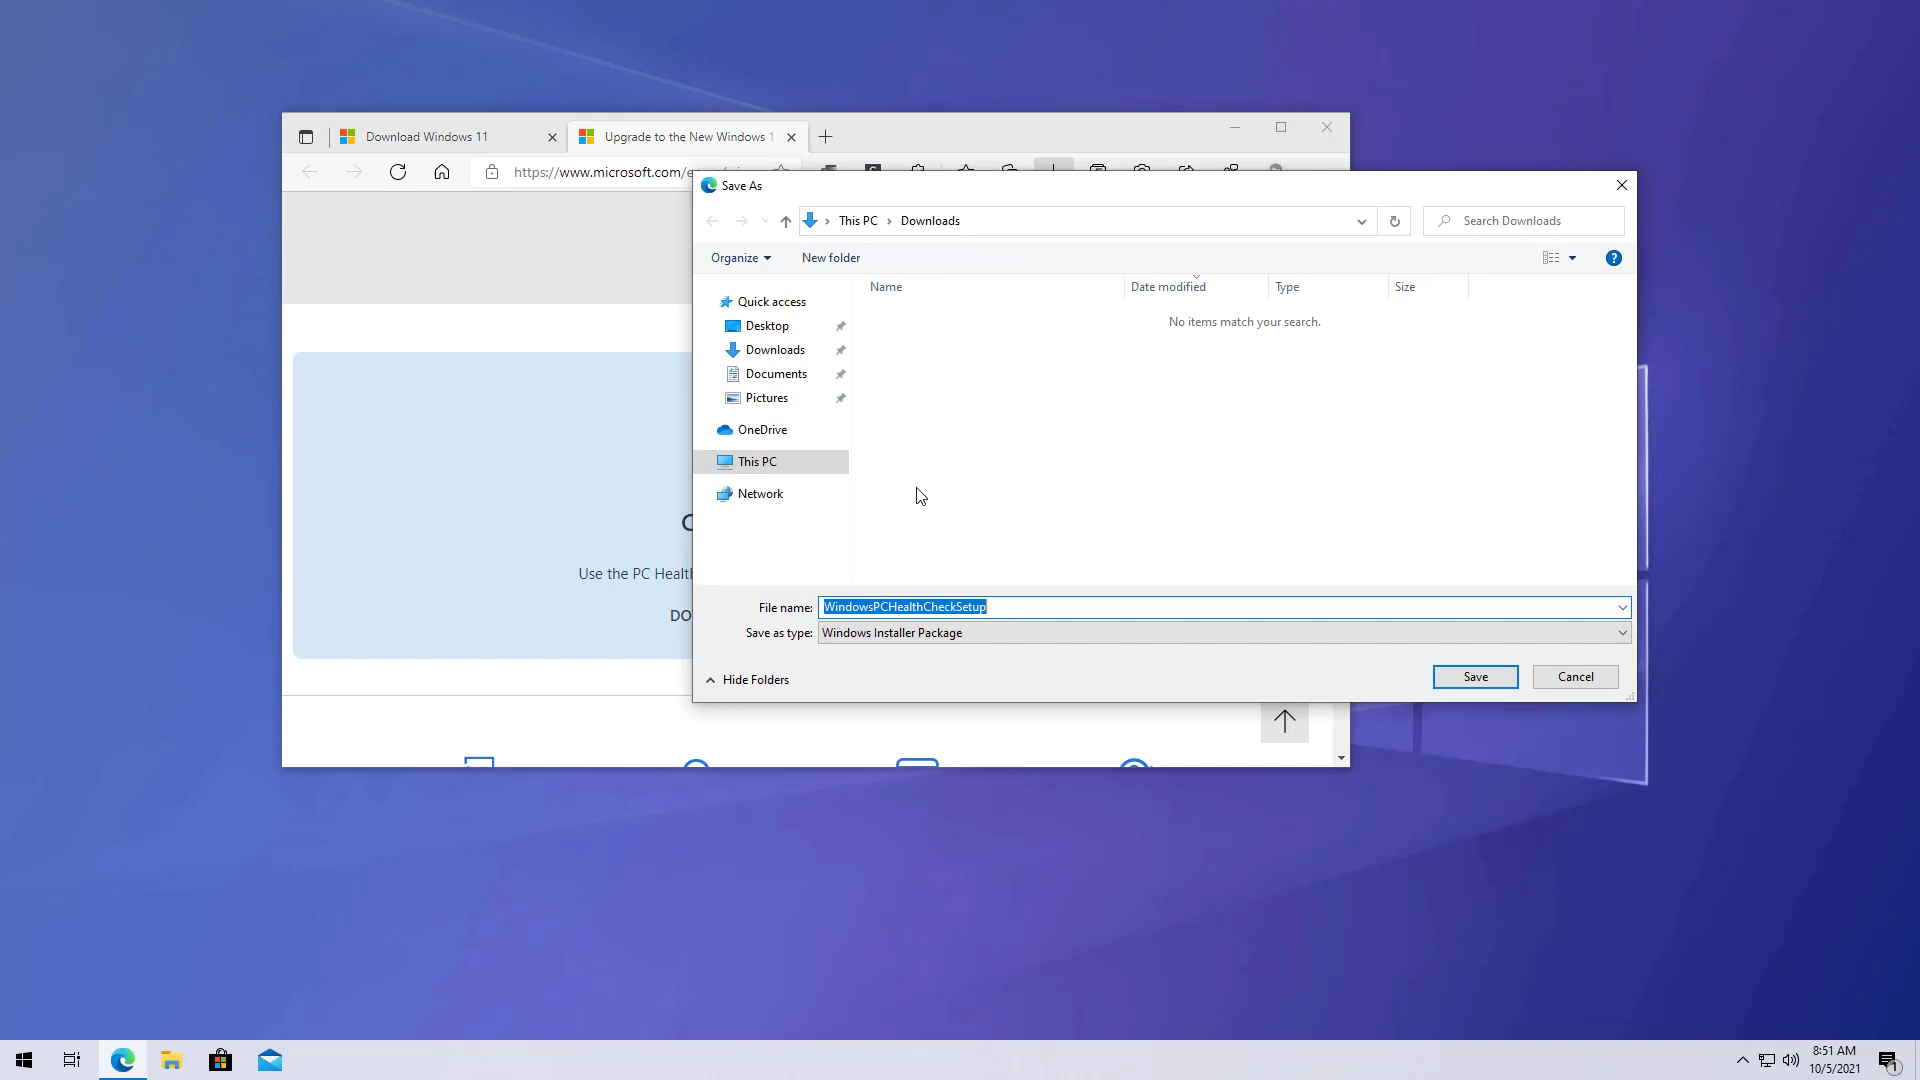 Download Windows 11
Upgrade to the New Windows 1
https://www.microsoft.com/e
Save As
This PC
Downloads
Search Downloads
Organize
New folder
Name
Date modified
Type
Size
No items match your search.
Quick access
Desktop
Downloads
Documents
Pictures
OneDrive
This PC
Network
Use the PC Healt
DO
File name:
WindowsPCHealthCheckSetup
Save as type:
Windows Installer Package
Hide Folders
Save
Cancel
8:51 AM
10/5/2021
1